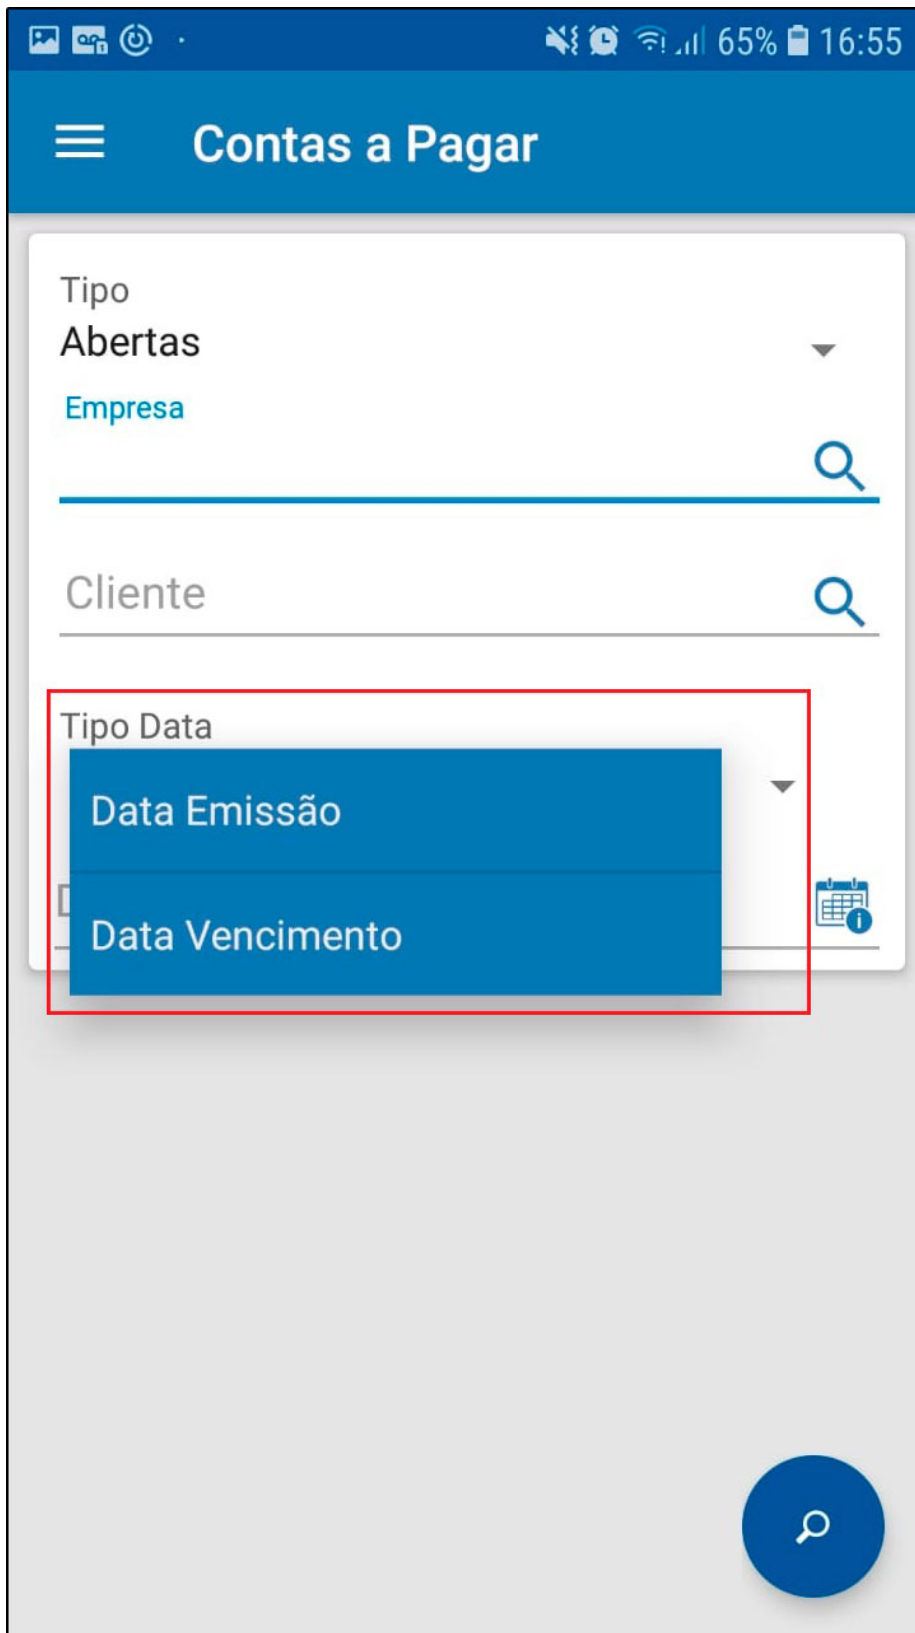 65% 16:55
Contas a Pagar
Tipo
Abertas
Empresa
Cliente
Tipo Data
Data Emissão
Data Vencimento